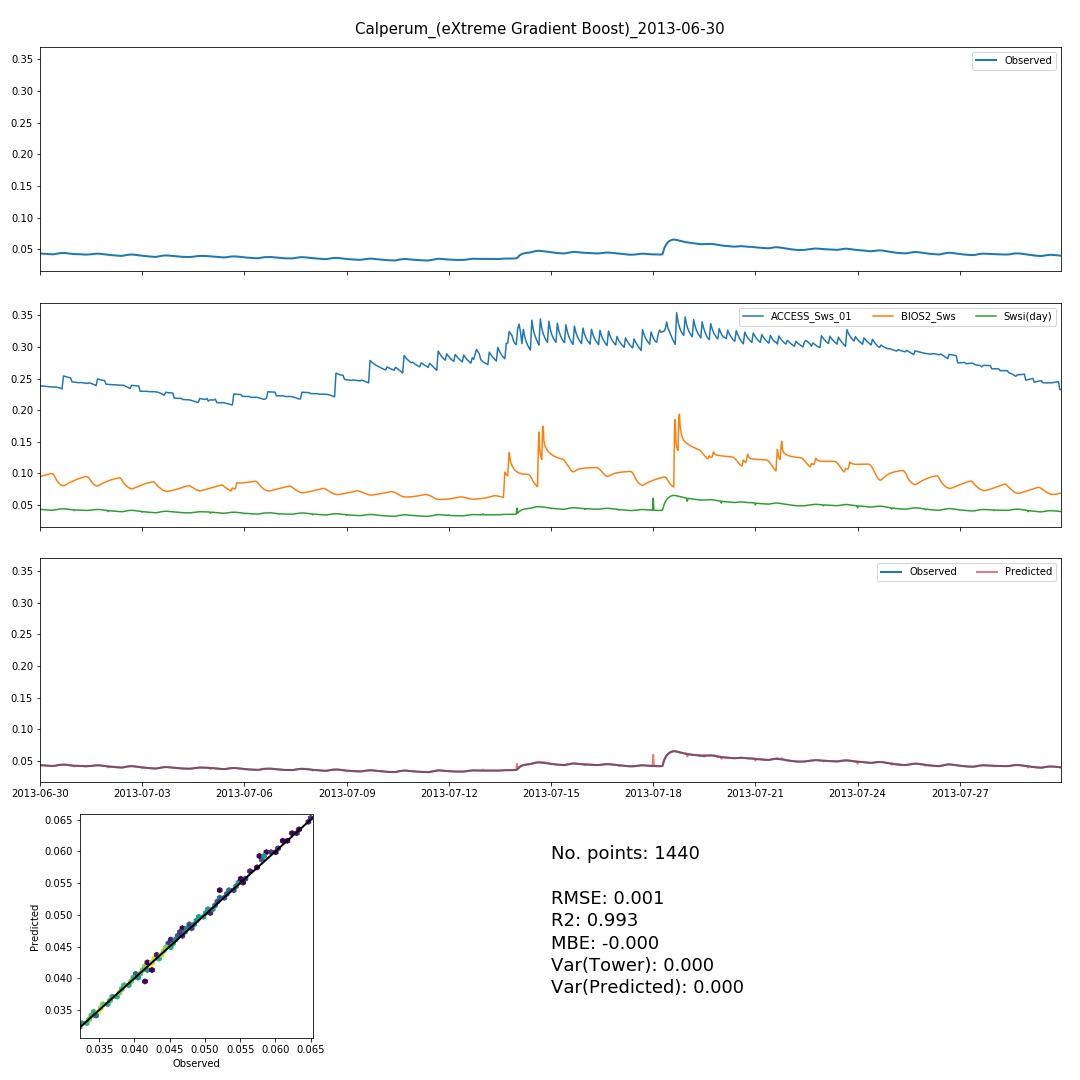 Calperum_(eXtreme Gradient Boost)_2013-06-30
Observed
0.35
0.30
0.25
0.20
0.15
0.10
0.05
ACCESS_Sws_01 BIOS2_Sws Swsi(day)
0.35
0.30
0.25
0.20
0.15
0.10
0.05
Observed Predicted
0.35
0.30
0.25
0.20
0.15
0.10
0.05
2013-06-30 2013-07-03 2013-07-06 2013-07-09 2013-07-12 2013-07-15 2013-07-18 2013-07-21 2013-07-24 2013-07-27
0.065
0.060
0.055
0.050
0.045
0.040
0.035
Predicted
0.035 0.040 0.045 0.050 0.055 0.060 0.065
Observed
No. points: 1440
RMSE: 0.001
R2: 0.993
MBE: -0.000
Var(Tower): 0.000
Var(Predicted): 0.000